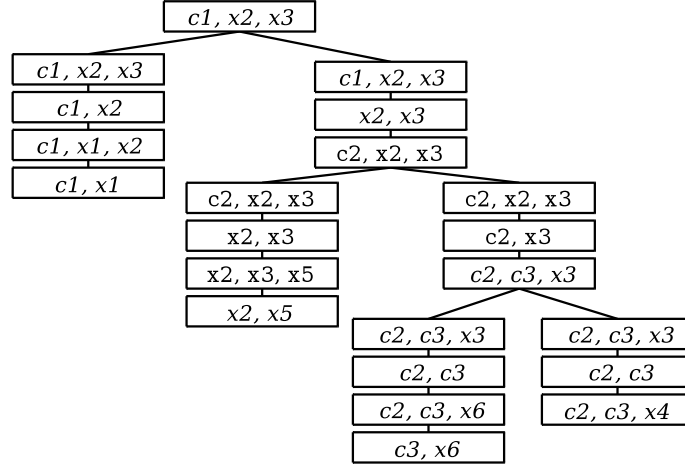 c1, x2, x3
c1, x2, x3
c1, x2
c1, x1, x2
c1, x1
c1, x2, x3
x2, x3
c2, x2, x3
c2, x2, x3
x2, x3
x2, x3, x5
x2, x5
c2, x2, x3
c2, x3
c2, c3, x3
c2, c3, x3
c2, c3
c2, c3, x6
c3, x6
c2, c3, x3
c2, c3
c2, c3, x4